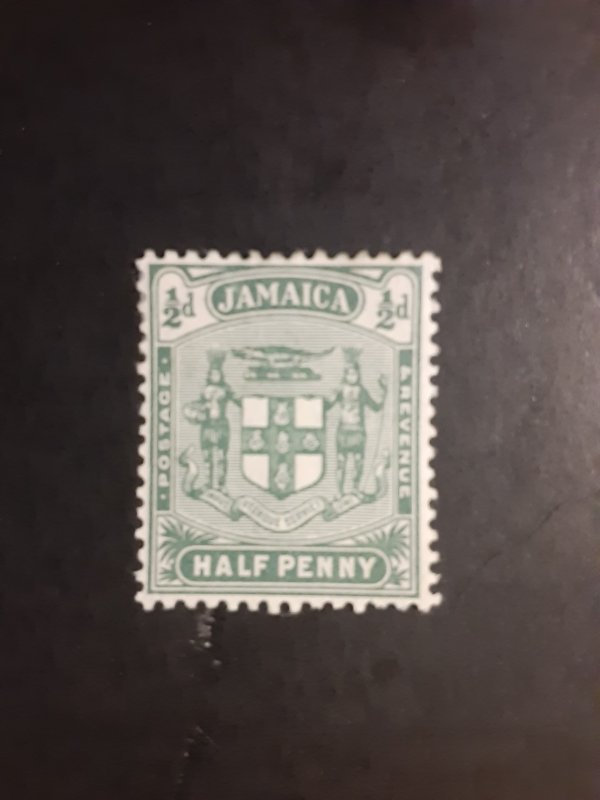 ½d JAMAICA ½d
· POSTAGE ·
& REVENUE
HALF PENNY